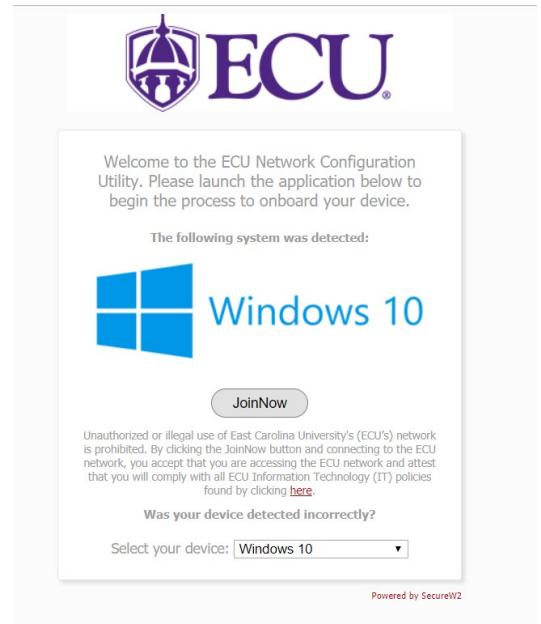 ECU®
Welcome to the ECU Network Configuration
Utility. Please launch the application below to
begin the process to onboard your device.
The following system was detected:
Windows 10
JoinNow
Unauthorized or illegal use of East Carolina University's (ECU's) network
is prohibited. By clicking the JoinNow button and connecting to the ECU
network, you accept that you are accessing the ECU network and attest
that you will comply with all ECU Information Technology (IT) policies
found by clicking here.
Was your device detected incorrectly?
Select your device: Windows 10
Powered by SecureW2